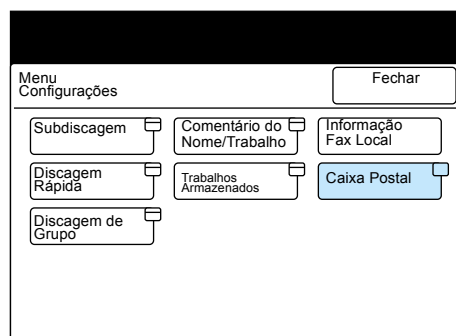 Menu
Configurações
Fechar
Subdiscagem
Comentário do
Nome/Trabalho
Informação
Fax Local
Discagem
Rápida
Trabalhos
Armazenados
Caixa Postal
Discagem de
Grupo